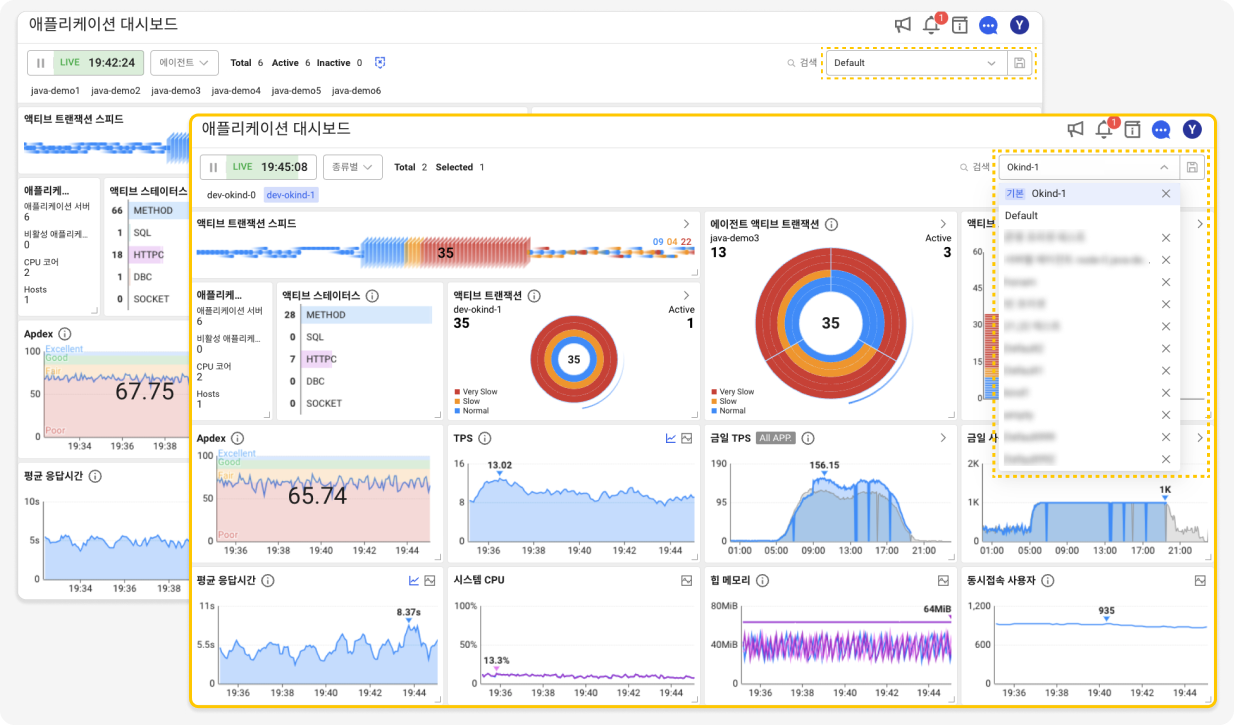 애플리케이션 대시보드
1
Y
LIVE 19:42:24
에이전트
Total 6 Active 6 Inactive 0
검색
Default
java-demo1 java-demo2 java-demo3 java-demo4 java-demo5 java-demo6
액티브 트랜잭션 스피드
애플리케...
애플리케이션 서버
6
비활성 애플리케...
0
CPU 코어
2
Hosts
1
액티브 스테이터스
66 METHOD
1 SQL
18 HTTPC
1 DBC
0 SOCKET
Apdex
100
50
0
Excellent
Good
Fair
Poor
67.75
19:34 19:36 19:38
평균 응답시간
10s
5s
0
19:34 19:36 19:38
애플리케이션 대시보드
1
Y
LIVE 19:45:08
종류별
Total 2 Selected 1
검색
Okind-1
dev-okind-0 dev-okind-1
기본 Okind-1
Default
액티브 트랜잭션 스피드
09 04 22
35
에이전트 액티브 트랜잭션
java-demo3
13
Active
3
35
Very Slow
Slow
Normal
액티브
60
45
30
15
0
애플리케...
애플리케이션 서버
6
비활성 애플리케...
0
CPU 코어
2
Hosts
1
액티브 스테이터스
28 METHOD
0 SQL
7 HTTPC
0 DBC
0 SOCKET
액티브 트랜잭션
dev-okind-1
35
Active
1
35
Very Slow
Slow
Normal
Apdex
100
50
0
Excellent
Good
Fair
Poor
65.74
19:36 19:38 19:40 19:42 19:44
TPS
16
8
0
13.02
19:36 19:38 19:40 19:42 19:44
금일 TPS All APP.
190
95
0
156.15
01:00 05:00 09:00 13:00 17:00 21:00
금일 사
2K
1K
0
1K
01:00 05:00 09:00 13:00 17:00 21:00
평균 응답시간
11s
5.5s
0
8.37s
19:36 19:38 19:40 19:42 19:44
시스템 CPU
100%
50%
0
13.3%
19:36 19:38 19:40 19:42 19:44
힙 메모리
80MiB
40MiB
0
64MiB
19:36 19:38 19:40 19:42 19:44
동시접속 사용자
1,200
600
0
935
19:36 19:38 19:40 19:42 19:44